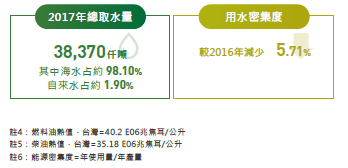 2017年總取水量
38,370仟噸
其中海水占約 98.10%
自來水占約 1.90%
用水密集度
較2016年減少 5.71%
註4：燃料油熱值，台灣=40.2 E06兆焦耳/公升
註5：柴油熱值，台灣=35.18 E06兆焦耳/公升
註6：能源密集度=年使用量/年產量